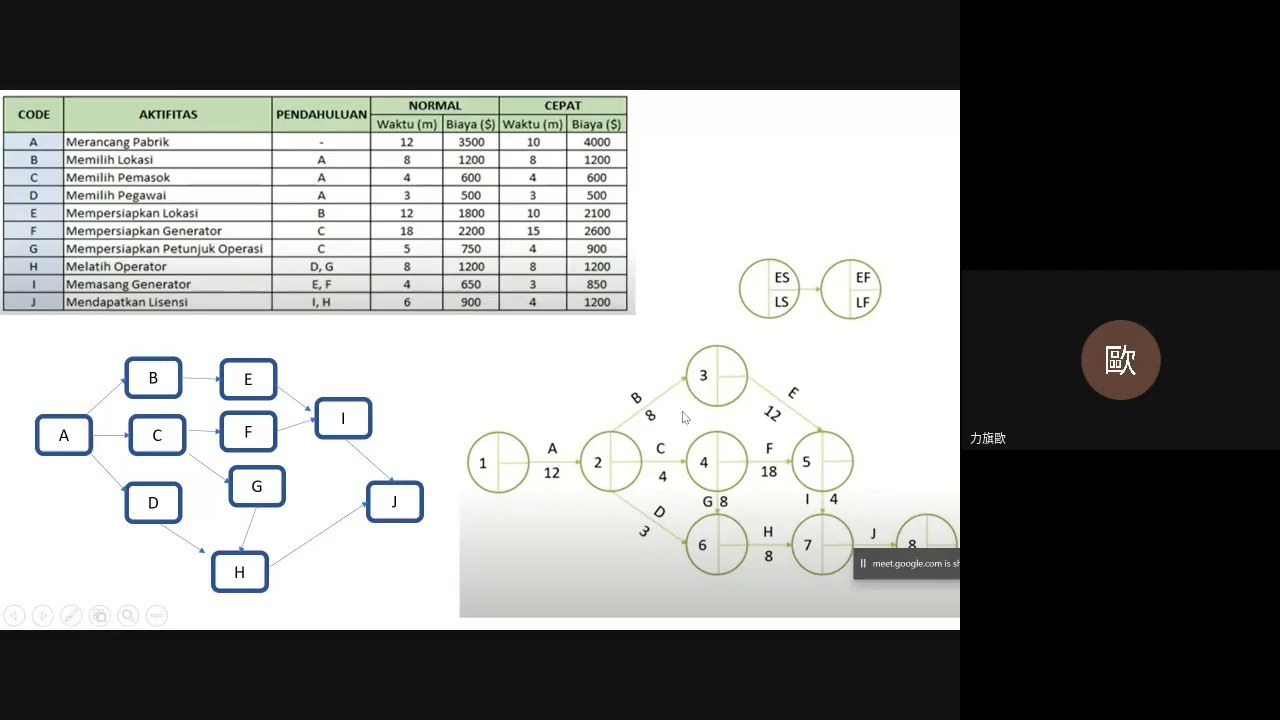 CODE AKTIFITAS PENDAHULUAN NORMAL CEPAT
Waktu (m) Biaya ($) Waktu (m) Biaya ($)
A Merancang Pabrik - 12 3500 10 4000
B Memilih Lokasi A 8 1200 8 1200
C Memilih Pemasok A 4 600 4 600
D Memilih Pegawai A 3 500 3 500
E Mempersiapkan Lokasi B 12 1800 10 2100
F Mempersiapkan Generator C 18 2200 15 2600
G Mempersiapkan Petunjuk Operasi C 5 750 4 900
H Melatih Operator D, G 8 1200 8 1200
I Memasang Generator E, F 4 650 3 850
J Mendapatkan Lisensi I, H 6 900 4 1200
ES EF
LS LF
B E
A C F I
D G J
H
3
B 8 E 12
1 A 12 2 C 4 4 F 18 5
D 3 G 8 I 4
6 H 8 7 J 8
meet.google.com is sh
歐
力旗歐